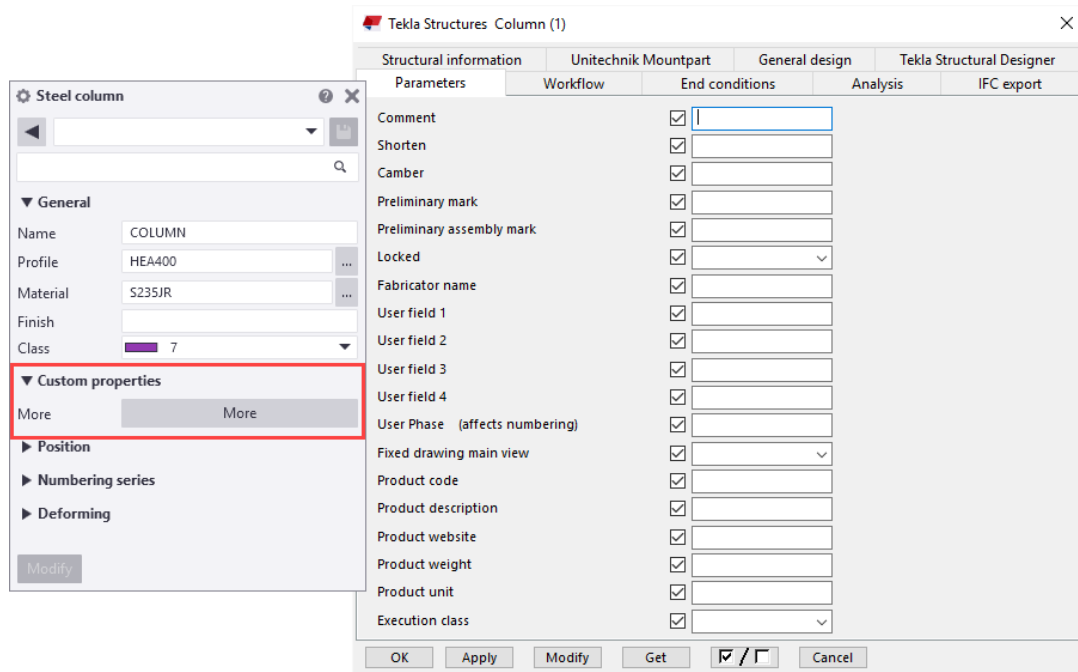 Steel column
General
Name COLUMN
Profile HEA400 ...
Material S235JR ...
Finish
Class 7
Custom properties
More More
Position
Numbering series
Deforming
Modify
Tekla Structures Column (1)
Structural information Unitechnik Mountpart General design Tekla Structural Designer
Parameters Workflow End conditions Analysis IFC export
Comment
Shorten
Camber
Preliminary mark
Preliminary assembly mark
Locked
Fabricator name
User field 1
User field 2
User field 3
User field 4
User Phase (affects numbering)
Fixed drawing main view
Product code
Product description
Product website
Product weight
Product unit
Execution class
OK Apply Modify Get / Cancel